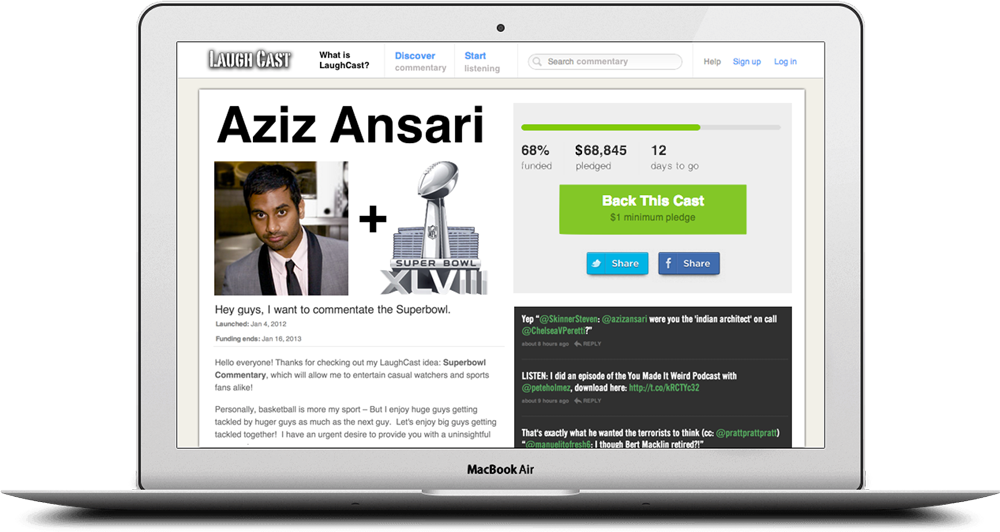 LAUGH CAST
What is
LaughCast?
Discover
commentary
Start
listening
Search commentary
Help
Sign up
Log in
Aziz Ansari
+
SUPER BOWL
XLVIII
Hey guys, I want to commentate the Superbowl.
Launched: Jan 4, 2012
Funding ends: Jan 16, 2013
Hello everyone! Thanks for checking out my LaughCast idea: Superbowl
Commentary, which will allow me to entertain casual watchers and sports
fans alike!
Personally, basketball is more my sport – But I enjoy huge guys getting
tackled by huger guys as much as the next guy. Let's enjoy big guys getting
tackled together! I have an urgent desire to provide you with a uninsightful
68%
funded
$68,845
pledged
12
days to go
Back This Cast
$1 minimum pledge
Share
f Share
Yep "@SkinnerSteven: @azizansari were you the 'indian architect' on call
@ChelseaVPeretti?"
about 8 hours ago REPLY
LISTEN: I did an episode of the You Made It Weird Podcast with
@peteholmez, download here: http://t.co/kRCTYc32
about 8 hours ago REPLY
That's exactly what he wanted the terrorists to think (cc: @prattprattpratt)
"@manuelitofresh6: I though Bert Macklin retired?!"
MacBook Air